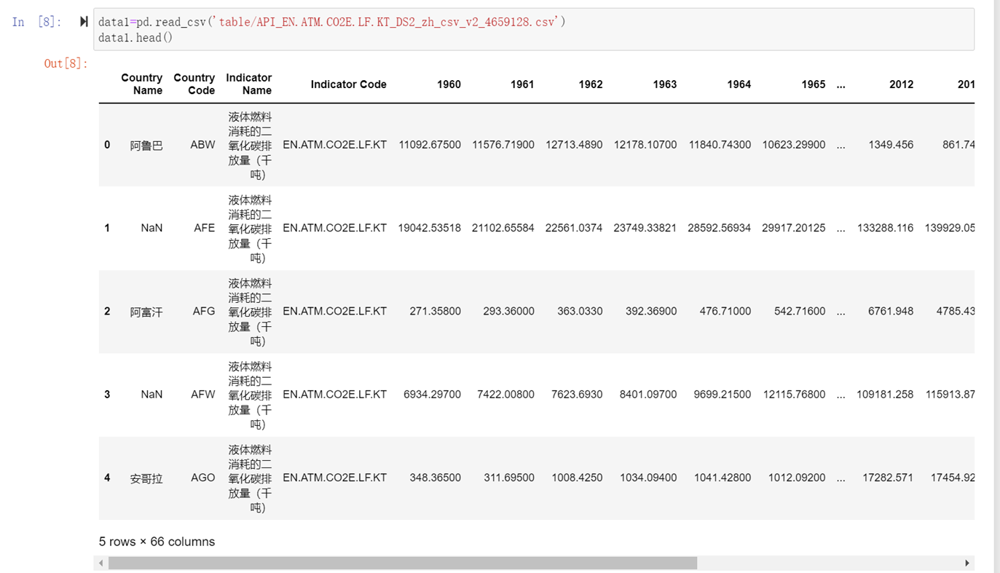 In [8]:
data1=pd.read_csv('table/API_EN.ATM.CO2E.LF.KT_DS2_zh_csv_v2_4659128.csv')
data1.head()
Out[8]:
Country Name Country Code Indicator Name Indicator Code 1960 1961 1962 1963 1964 1965 ... 2012 201
0 阿鲁巴 ABW 液体燃料消耗的二氧化碳排放量（千吨） EN.ATM.CO2E.LF.KT 11092.67500 11576.71900 12713.4890 12178.10700 11840.74300 10623.29900 ... 1349.456 861.74
1 NaN AFE 液体燃料消耗的二氧化碳排放量（千吨） EN.ATM.CO2E.LF.KT 19042.53518 21102.65584 22561.0374 23749.33821 28592.56934 29917.20125 ... 133288.116 139929.05
2 阿富汗 AFG 液体燃料消耗的二氧化碳排放量（千吨） EN.ATM.CO2E.LF.KT 271.35800 293.36000 363.0330 392.36900 476.71000 542.71600 ... 6761.948 4785.43
3 NaN AFW 液体燃料消耗的二氧化碳排放量（千吨） EN.ATM.CO2E.LF.KT 6934.29700 7422.00800 7623.6930 8401.09700 9699.21500 12115.76800 ... 109181.258 115913.87
4 安哥拉 AGO 液体燃料消耗的二氧化碳排放量（千吨） EN.ATM.CO2E.LF.KT 348.36500 311.69500 1008.4250 1034.09400 1041.42800 1012.09200 ... 17282.571 17454.92
5 rows × 66 columns